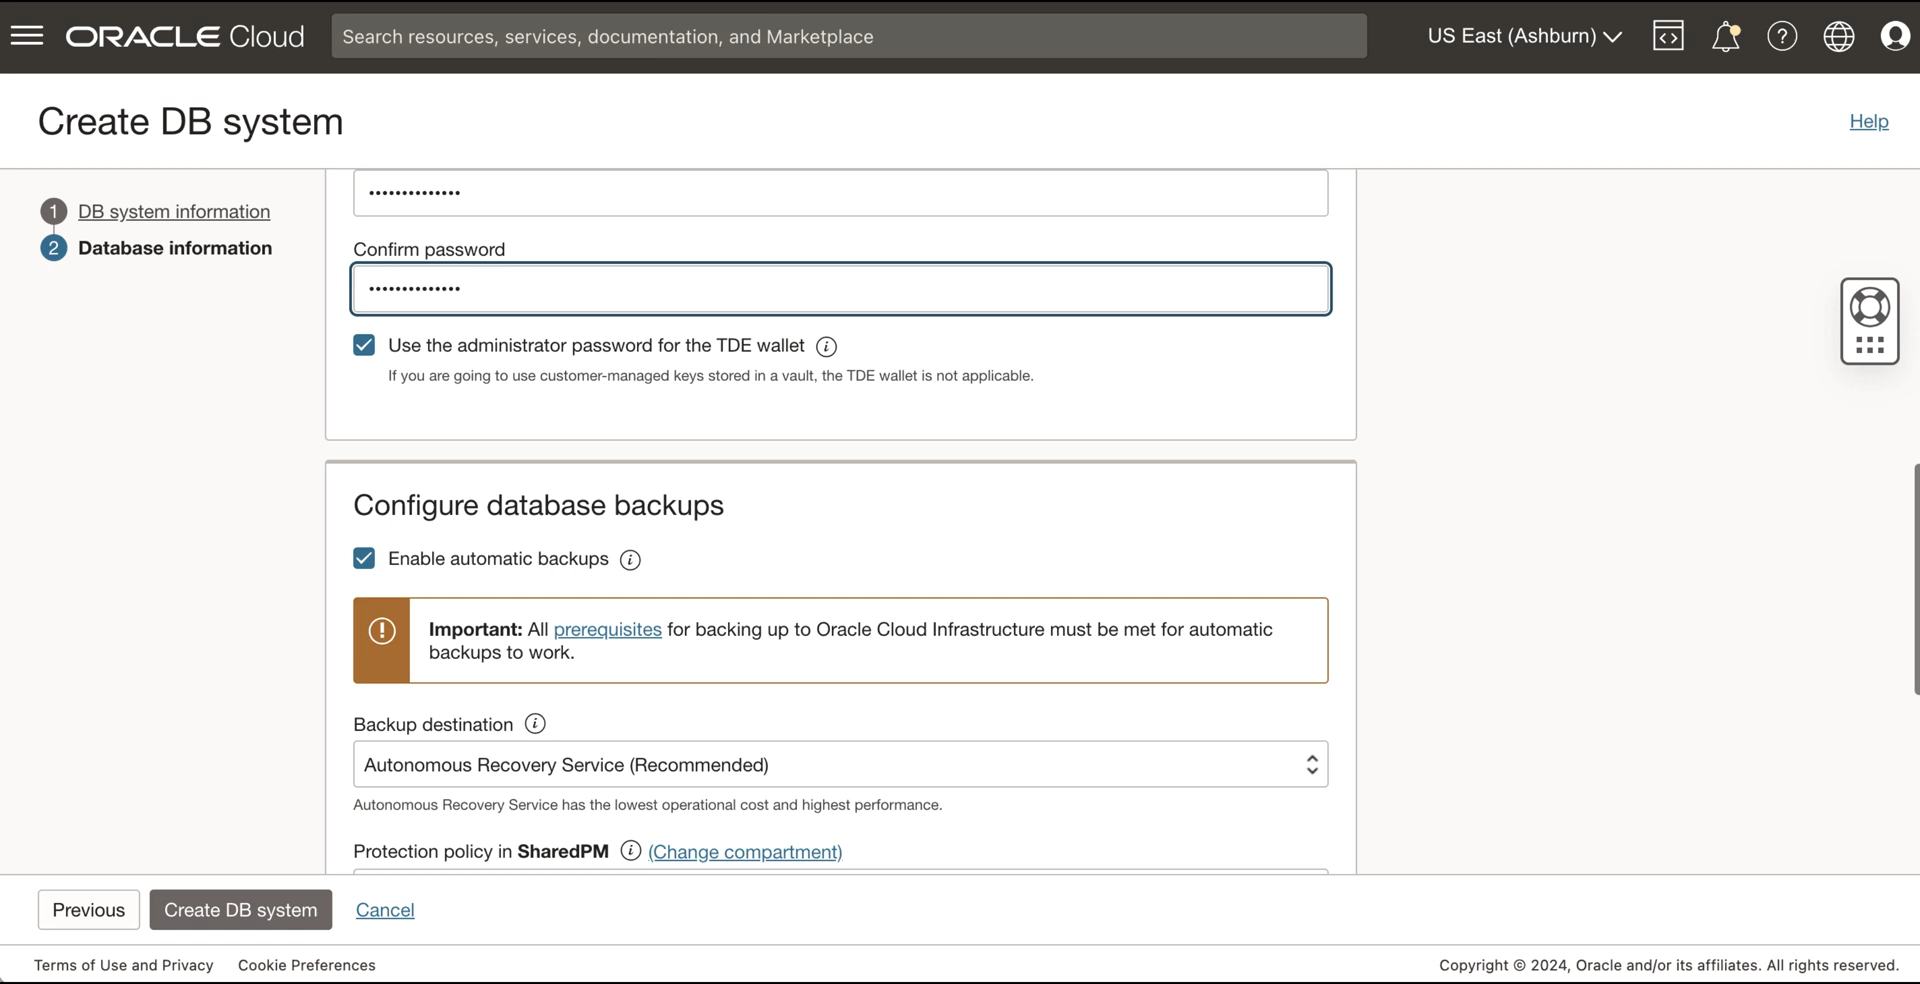 ORACLE Cloud
Search resources, services, documentation, and Marketplace
US East (Ashburn)
Create DB system
Help
1 DB system information
2 Database information
••••••••••••••
Confirm password
••••••••••••••
Use the administrator password for the TDE wallet
If you are going to use customer-managed keys stored in a vault, the TDE wallet is not applicable.
Configure database backups
Enable automatic backups
Important: All prerequisites for backing up to Oracle Cloud Infrastructure must be met for automatic
backups to work.
Backup destination
Autonomous Recovery Service (Recommended)
Autonomous Recovery Service has the lowest operational cost and highest performance.
Protection policy in SharedPM (Change compartment)
Previous
Create DB system
Cancel
Terms of Use and Privacy
Cookie Preferences
Copyright © 2024, Oracle and/or its affiliates. All rights reserved.